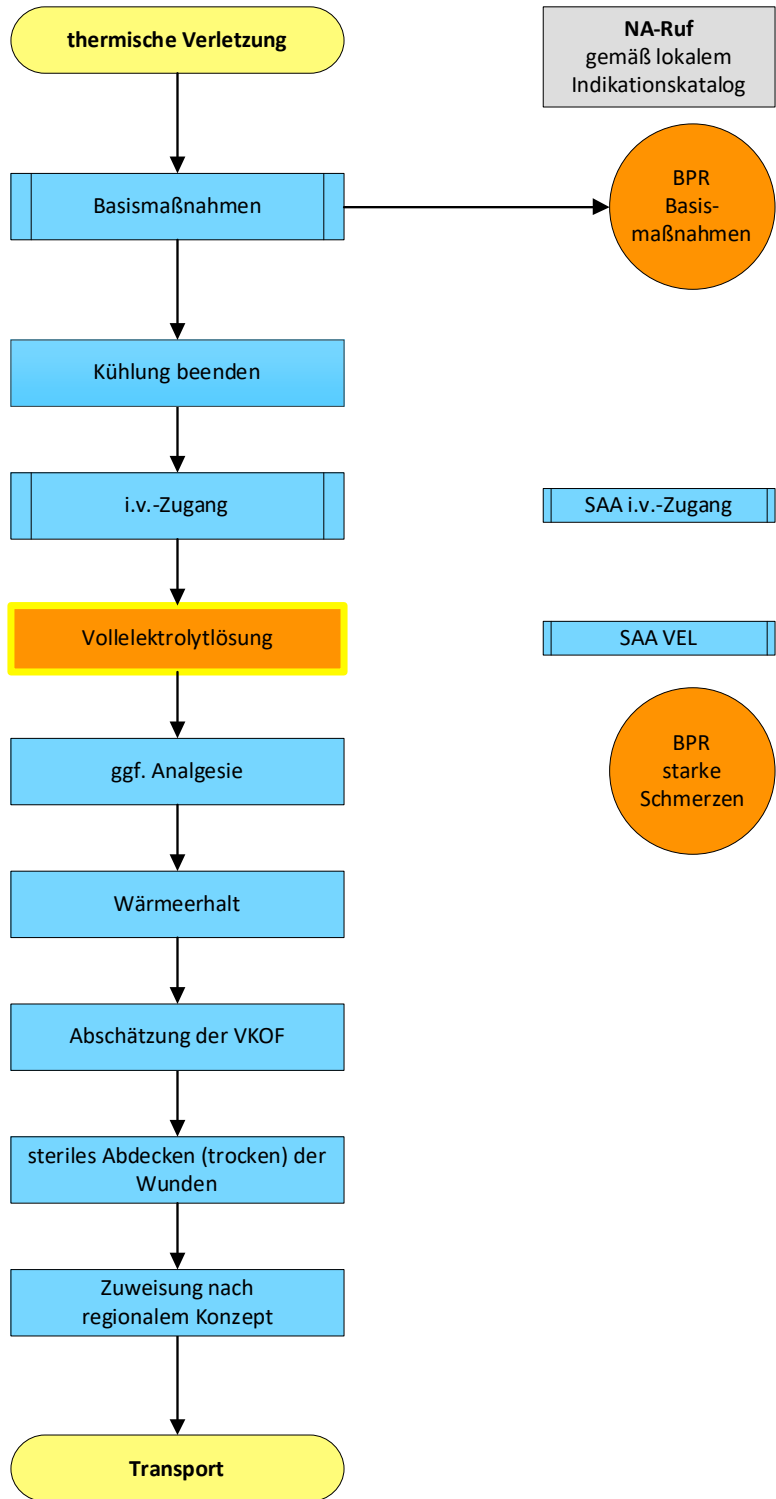 thermische Verletzung
NA-Ruf
gemäß lokalem
Indikationskatalog
Basismaßnahmen
BPR
Basis-
maßnahmen
Kühlung beenden
i.v.-Zugang
SAA i.v.-Zugang
Vollelektrolytlösung
SAA VEL
ggf. Analgesie
BPR
starke
Schmerzen
Wärmeerhalt
Abschätzung der VKOF
steriles Abdecken (trocken) der
Wunden
Zuweisung nach
regionalem Konzept
Transport